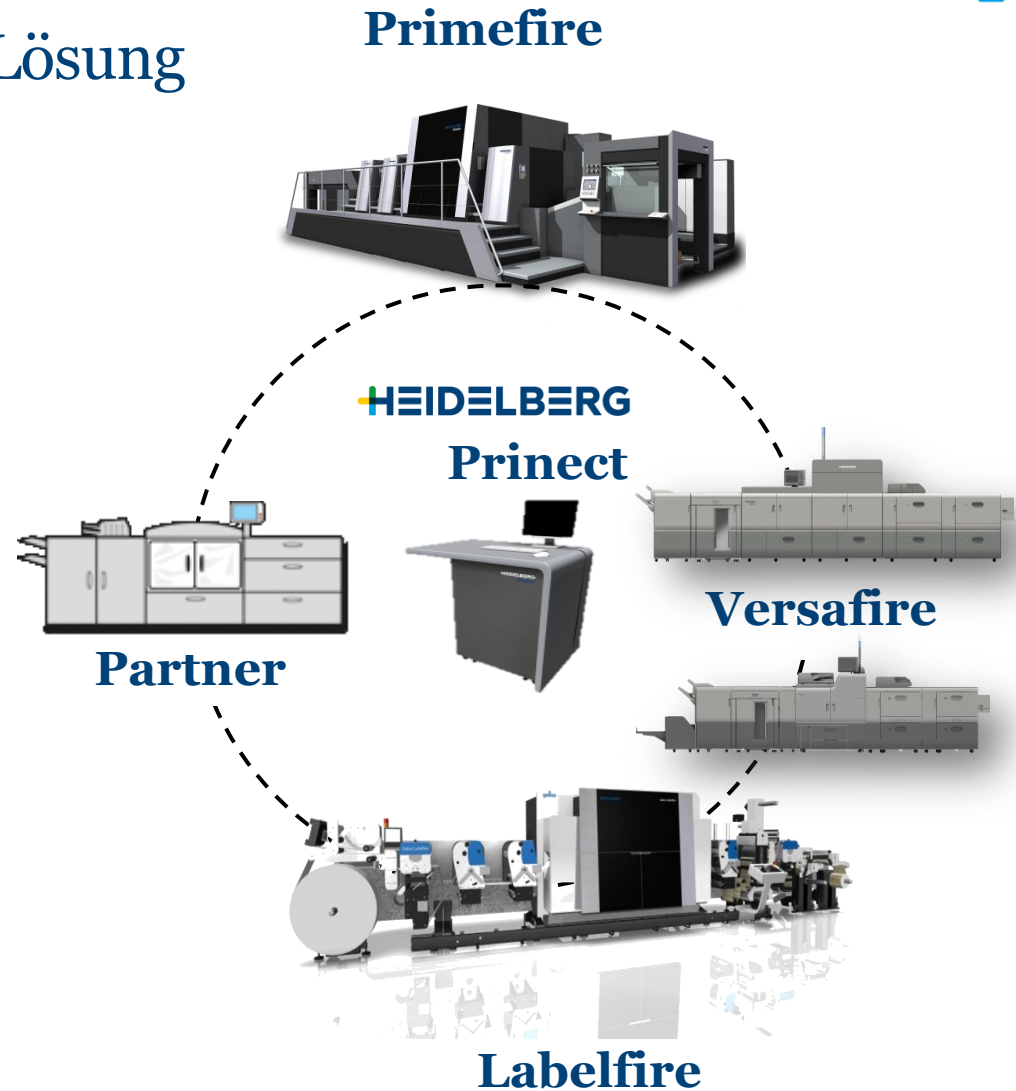 Primefire
Lösung
HEIDELBERG
Prinect
Versafire
Partner
Labelfire